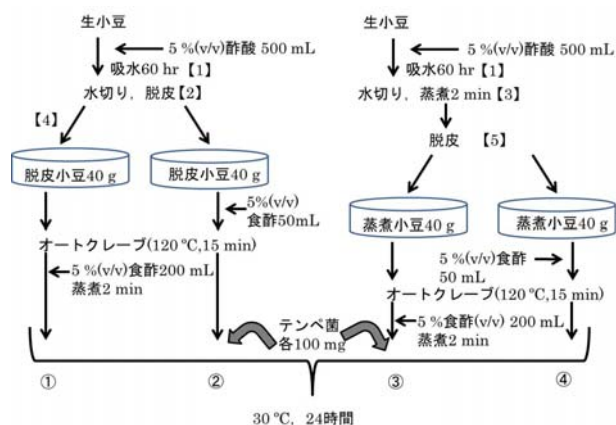 生小豆
5 %(v/v)酢酸 500 mL
吸水60 hr【1】
水切り，脱皮【2】
【4】
脱皮小豆40 g
脱皮小豆40 g
5%(v/v)
食酢50mL
オートクレーブ(120 ℃,15 min)
5 %(v/v)食酢200 mL
蒸煮2 min
生小豆
5 %(v/v)酢酸 500 mL
吸水60 hr【1】
水切り，蒸煮2 min【3】
脱皮 【5】
蒸煮小豆40 g
蒸煮小豆40 g
5 %(v/v)食酢
50 mL
オートクレーブ(120 ℃,15 min)
5 %食酢(v/v) 200 mL
蒸煮2 min
テンペ菌
各100 mg
① ② ③ ④
30 ℃，24時間